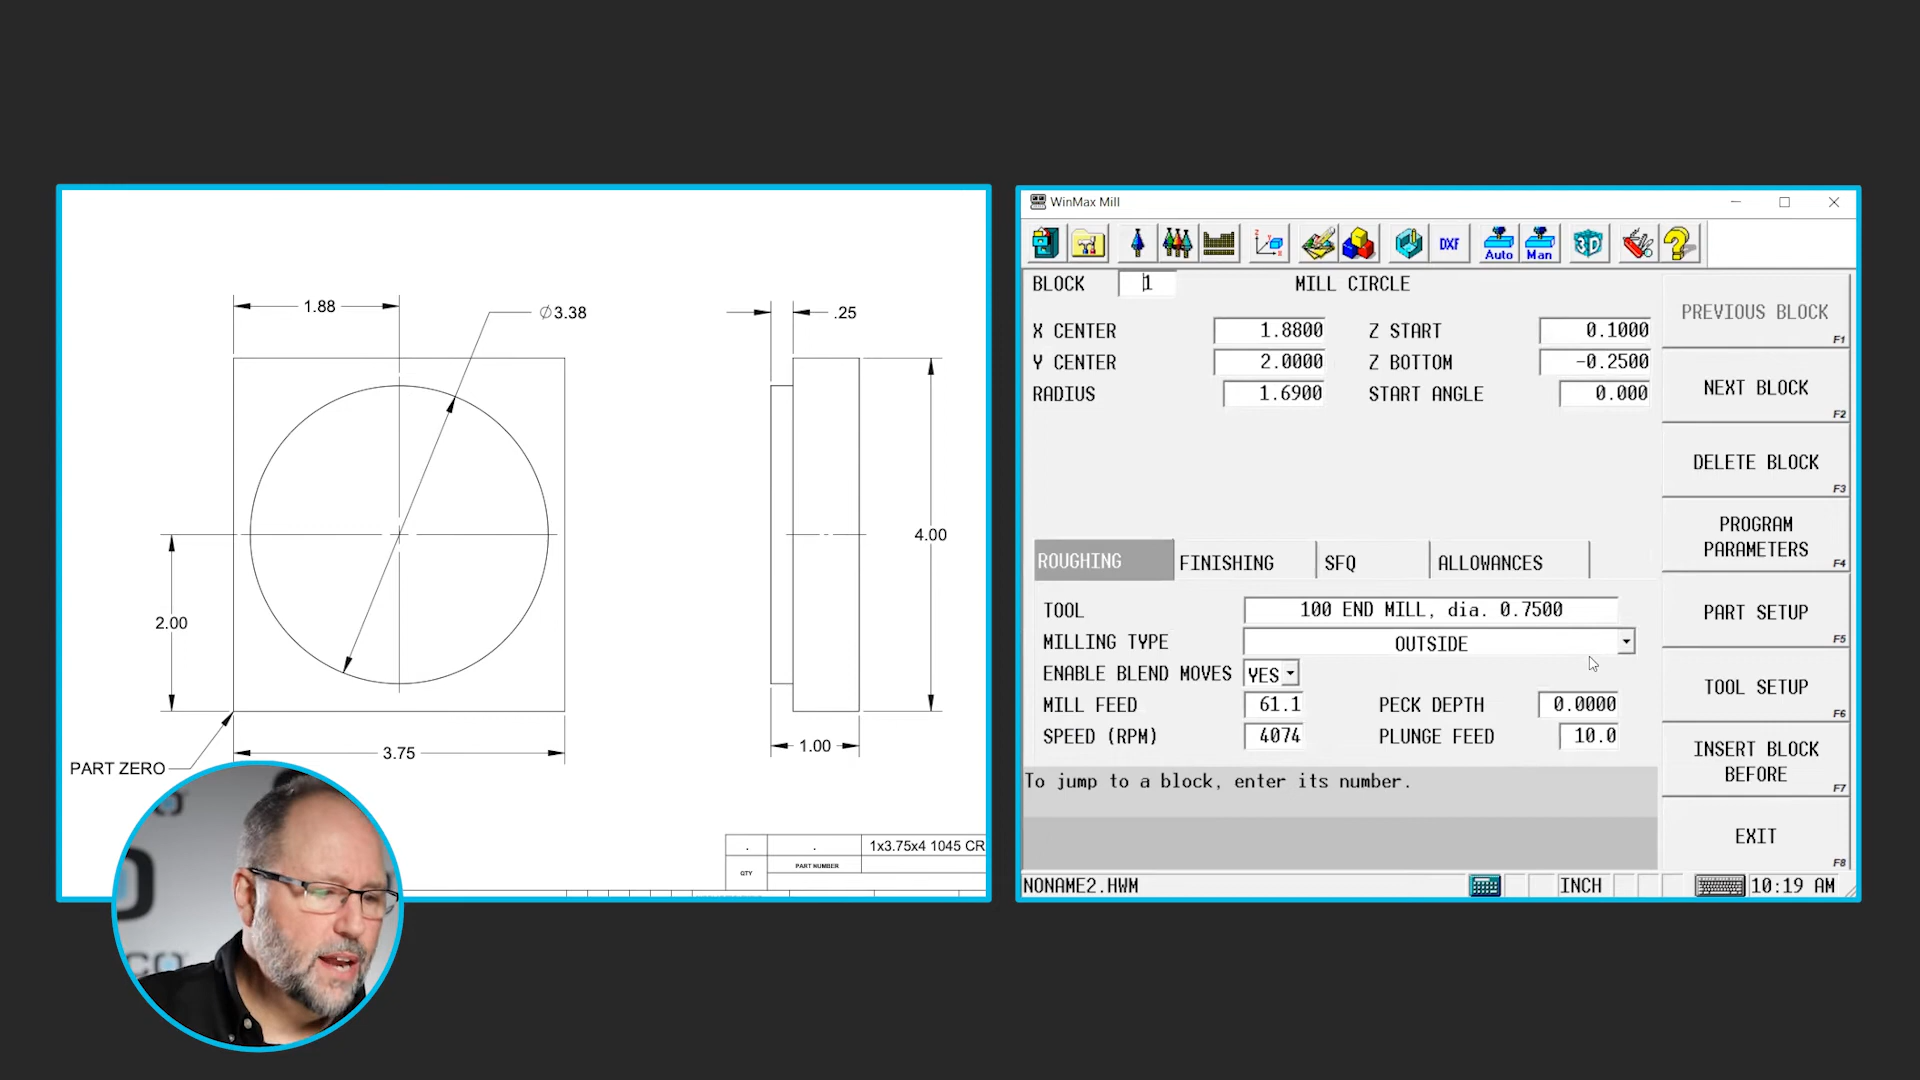 1.88
∅3.38
.25
4.00
2.00
1.00
3.75
PART ZERO
1x3.75x4 1045 CR
.
.
PART NUMBER
QTY
WinMax Mill
DXF
Auto
Man
3D
BLOCK 1 MILL CIRCLE
X CENTER 1.8800 Z START 0.1000
Y CENTER 2.0000 Z BOTTOM -0.2500
RADIUS 1.6900 START ANGLE 0.000
ROUGHING FINISHING SFQ ALLOWANCES
TOOL 100 END MILL, dia. 0.7500
MILLING TYPE OUTSIDE
ENABLE BLEND MOVES YES
MILL FEED 61.1 PECK DEPTH 0.0000
SPEED (RPM) 4074 PLUNGE FEED 10.0
To jump to a block, enter its number.
PREVIOUS BLOCK
F1
NEXT BLOCK
F2
DELETE BLOCK
F3
PROGRAM
PARAMETERS
F4
PART SETUP
F5
TOOL SETUP
F6
INSERT BLOCK
BEFORE
F7
EXIT
F8
NONAME2.HWM INCH 10:19 AM